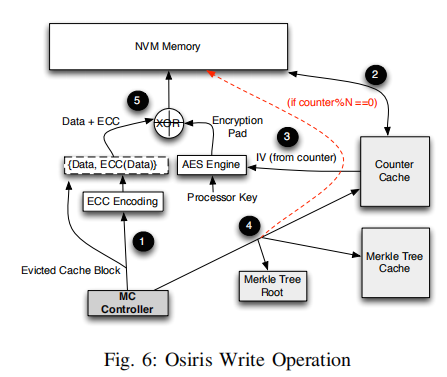 NVM Memory
5
2
(if counter%N ==0)
Data + ECC
XOR
Encryption
Pad
3
{Data, ECC(Data)}
AES Engine
IV (from counter)
Counter
Cache
ECC Encoding
Processor Key
1
4
Evicted Cache Block
Merkle Tree
Root
Merkle Tree
Cache
MC
Controller
Fig. 6: Osiris Write Operation